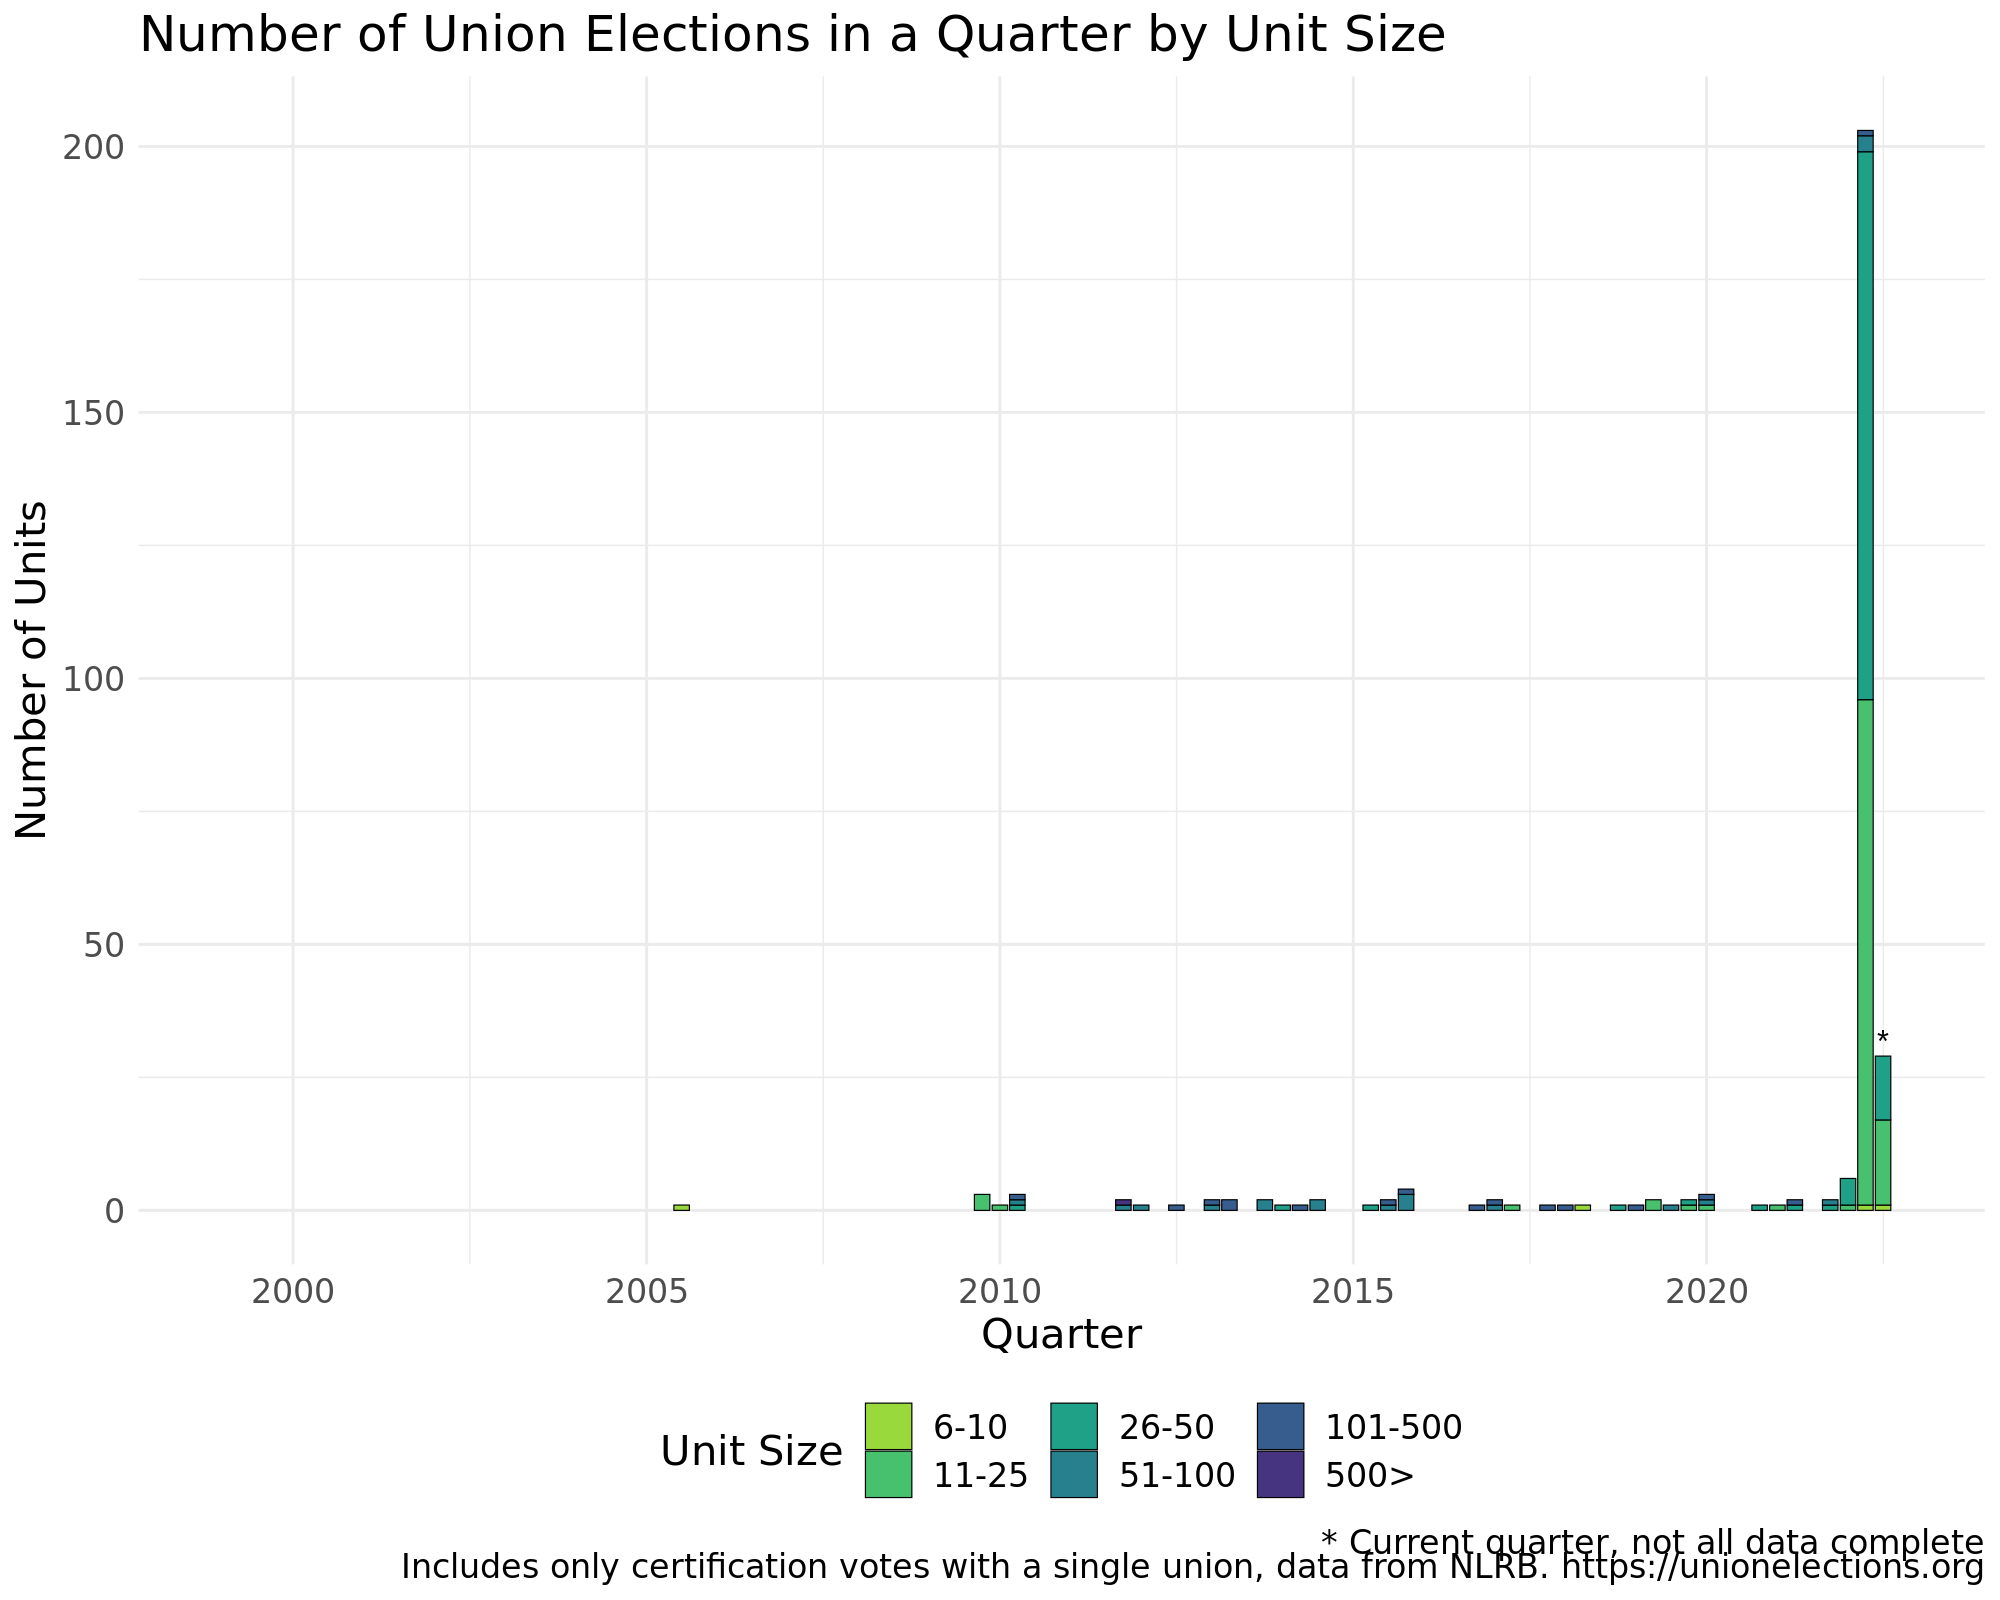 Number of Union Elections in a Quarter by Unit Size
Number of Units
200
150
100
50
0
*
2000 2005 2010 2015 2020
Quarter
Unit Size
6-10 26-50 101-500
11-25 51-100 500>
* Current quarter, not all data complete
Includes only certification votes with a single union, data from NLRB. https://unionelections.org